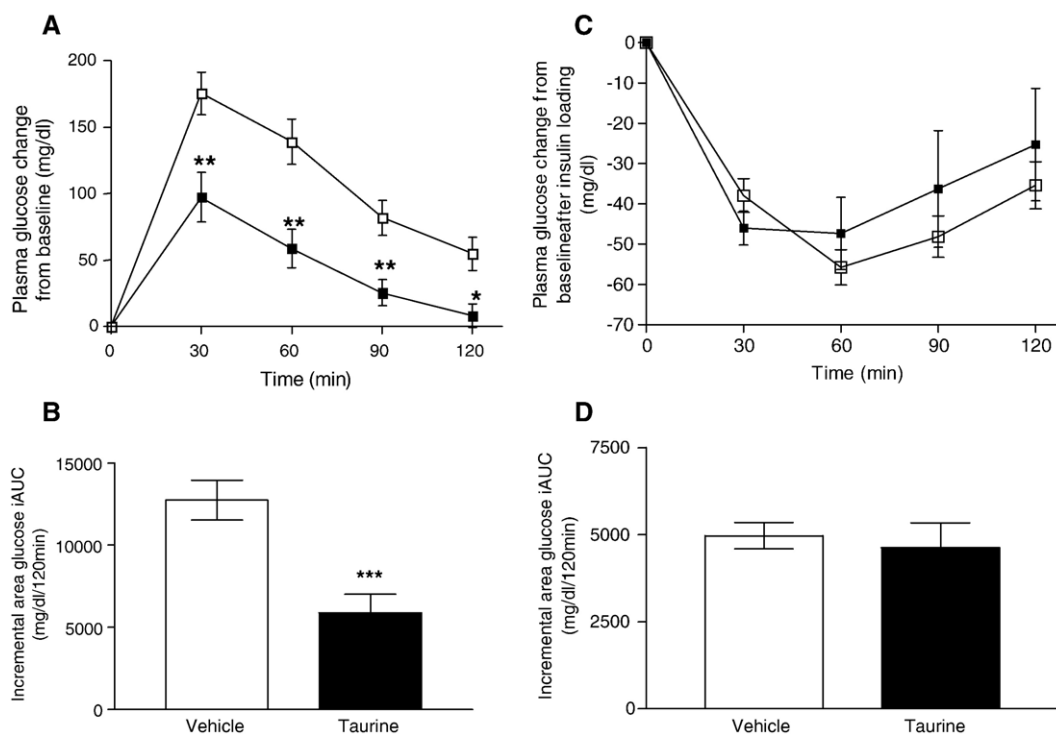 A
Plasma glucose change
from baseline (mg/dl)
200
150
100
50
0
**
**
**
*
0 30 60 90 120
Time (min)
C
Plasma glucose change from
baselineafter insulin loading
(mg/dl)
0
-10
-20
-30
-40
-50
-60
-70
0 30 60 90 120
Time (min)
B
Incremental area glucose iAUC
(mg/dl/120min)
15000
10000
5000
0
***
Vehicle Taurine
D
Incremental area glucose iAUC
(mg/dl/120min)
7500
5000
2500
0
Vehicle Taurine